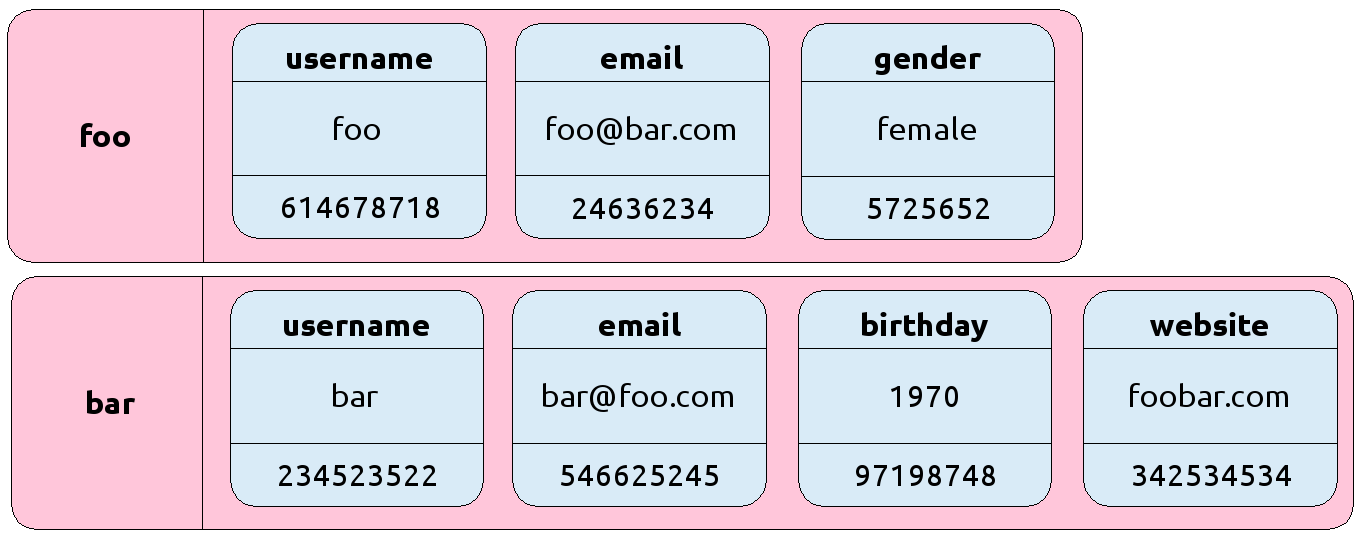 username email gender
foo foo foo@bar.com female
614678718 24636234 5725652
username email birthday website
bar bar bar@foo.com 1970 foobar.com
234523522 546625245 97198748 342534534